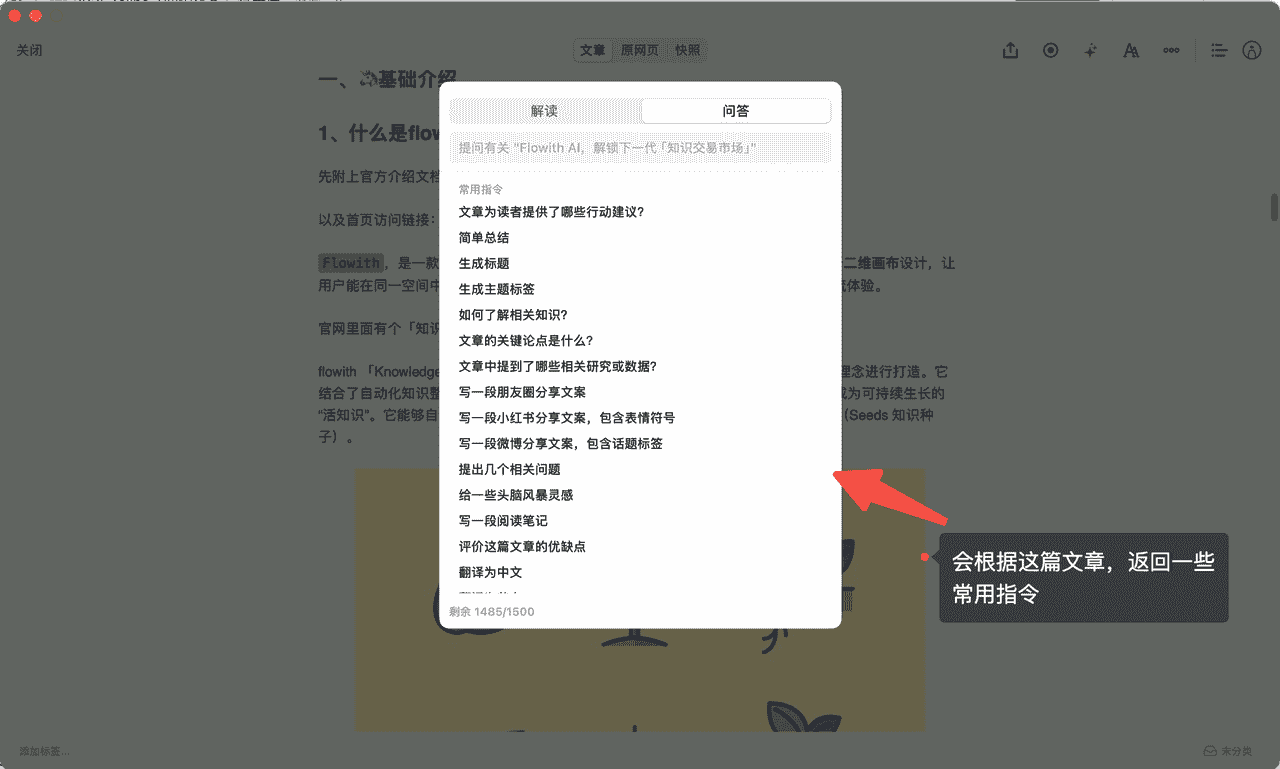 关闭
文章 原网页 快照
一、基础介绍
解读 问答
提问有关 "Flowith AI，解锁下一代「知识交易市场」"
常用指令
文章为读者提供了哪些行动建议？
简单总结
生成标题
生成主题标签
如何了解相关知识？
文章的关键论点是什么？
文章中提到了哪些相关研究或数据？
写一段朋友圈分享文案
写一段小红书分享文案，包含表情符号
写一段微博分享文案，包含话题标签
提出几个相关问题
给一些头脑风暴灵感
写一段阅读笔记
评价这篇文章的优缺点
翻译为中文
剩余 1485/1500
1、什么是flow
先附上官方介绍文档
以及首页访问链接：
Flowith，是一款
二维画布设计，让
用户能在同一空间中
体验。
官网里面有个「知识
flowith 「Knowledge
理念进行打造。它
结合了自动化知识整
成为可持续生长的
“活知识”。它能够自
（Seeds 知识种
子）。
会根据这篇文章，返回一些
常用指令
添加标签...
未分类